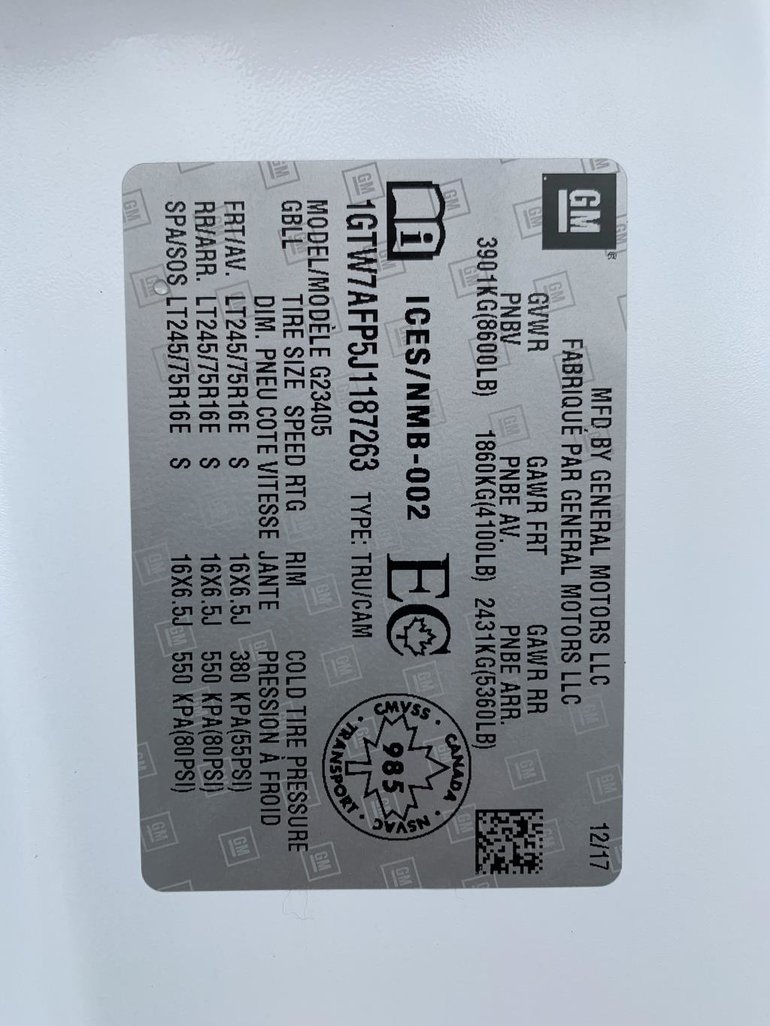 GM
MFD BY GENERAL MOTORS LLC 12/17
FABRIQUÉ PAR GENERAL MOTORS LLC
GVWR GAWR FRT GAWR RR
PNBV PNBE AV. PNBE ARR.
3901KG(8600LB) 1860KG(4100LB) 2431KG(5360LB)
i ICES/NMB-002 EC
CMVSS · CANADA · NSVAC · TRANSPORT ·
985
1GTW7AFP5J1187263 TYPE: TRU/CAM
MODEL/MODÈLE G23405
GBLL TIRE SIZE SPEED RTG RIM COLD TIRE PRESSURE
DIM. PNEU COTE VITESSE JANTE PRESSION À FROID
FRT/AV. LT245/75R16E S 16X6.5J 380 KPA(55PSI)
RR/ARR. LT245/75R16E S 16X6.5J 550 KPA(80PSI)
SPA/SOS LT245/75R16E S 16X6.5J 550 KPA(80PSI)